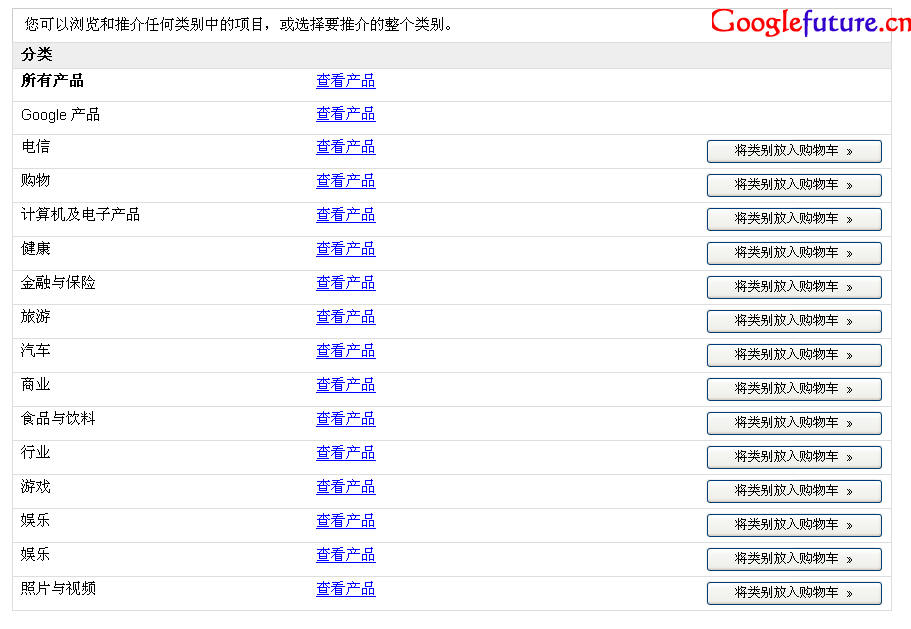 您可以浏览和推介任何类别中的项目，或选择要推介的整个类别。
Googlefuture.cn
分类
所有产品 查看产品
Google 产品 查看产品
电信 查看产品 将类别放入购物车 »
购物 查看产品 将类别放入购物车 »
计算机及电子产品 查看产品 将类别放入购物车 »
健康 查看产品 将类别放入购物车 »
金融与保险 查看产品 将类别放入购物车 »
旅游 查看产品 将类别放入购物车 »
汽车 查看产品 将类别放入购物车 »
商业 查看产品 将类别放入购物车 »
食品与饮料 查看产品 将类别放入购物车 »
行业 查看产品 将类别放入购物车 »
游戏 查看产品 将类别放入购物车 »
娱乐 查看产品 将类别放入购物车 »
娱乐 查看产品 将类别放入购物车 »
照片与视频 查看产品 将类别放入购物车 »